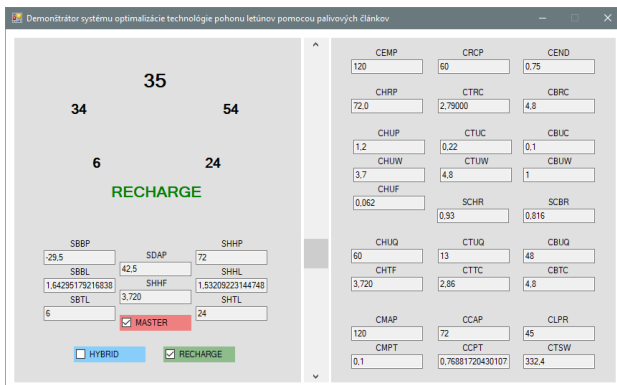 Demonštrátor systému optimalizácie technológie pohonu letúnov pomocou palivových článkov
35
34 54
6 24
RECHARGE
SBBP SHHP
-29,5 SDAP 72
SBBL 42,5 SHHL
1,64295179216838 SHHF 1,53209223144748
SBTL 3,720 SHTL
6 24
MASTER
HYBRID RECHARGE
CEMP CRCP CEND
120 60 0,75
CHRP CTRC CBRC
72,0 2,79000 4,8
CHUP CTUC CBUC
1,2 0,22 0,1
CHUW CTUW CBUW
3,7 4,8 1
CHUF
0,062 SCHR SCBR
0,93 0,816
CHUQ CTUQ CBUQ
60 13 48
CHTF CTTC CBTC
3,720 2,86 4,8
CMAP CCAP CLPR
120 72 45
CMPT CCPT CTSW
0,1 0,76881720430107 332.4